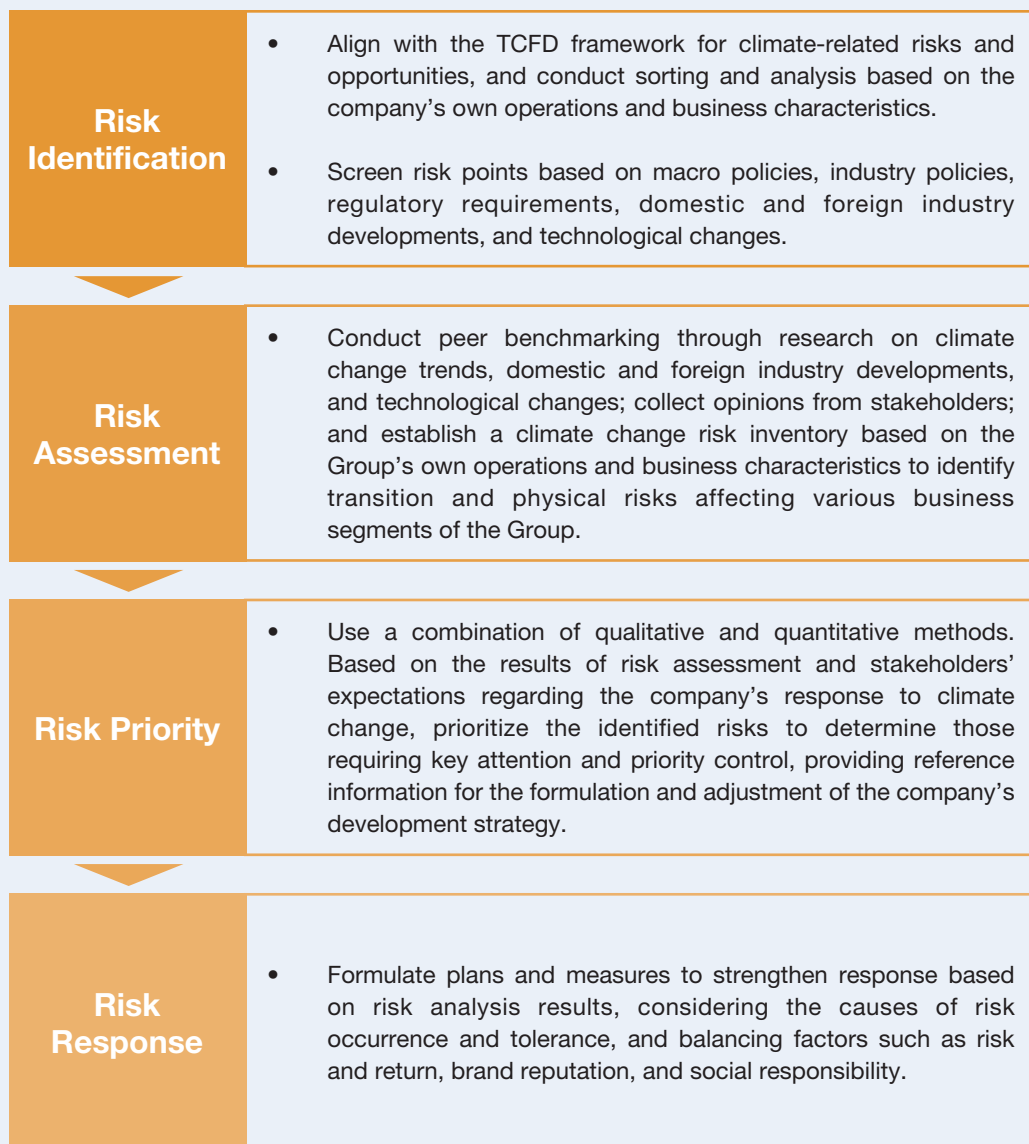 Risk
Identification
• Align with the TCFD framework for climate-related risks and
opportunities, and conduct sorting and analysis based on the
company’s own operations and business characteristics.
• Screen risk points based on macro policies, industry policies,
regulatory requirements, domestic and foreign industry
developments, and technological changes.
Risk
Assessment
• Conduct peer benchmarking through research on climate
change trends, domestic and foreign industry developments,
and technological changes; collect opinions from stakeholders;
and establish a climate change risk inventory based on the
Group’s own operations and business characteristics to identify
transition and physical risks affecting various business
segments of the Group.
Risk Priority
• Use a combination of qualitative and quantitative methods.
Based on the results of risk assessment and stakeholders’
expectations regarding the company’s response to climate
change, prioritize the identified risks to determine those
requiring key attention and priority control, providing reference
information for the formulation and adjustment of the company’s
development strategy.
Risk
Response
• Formulate plans and measures to strengthen response based
on risk analysis results, considering the causes of risk
occurrence and tolerance, and balancing factors such as risk
and return, brand reputation, and social responsibility.